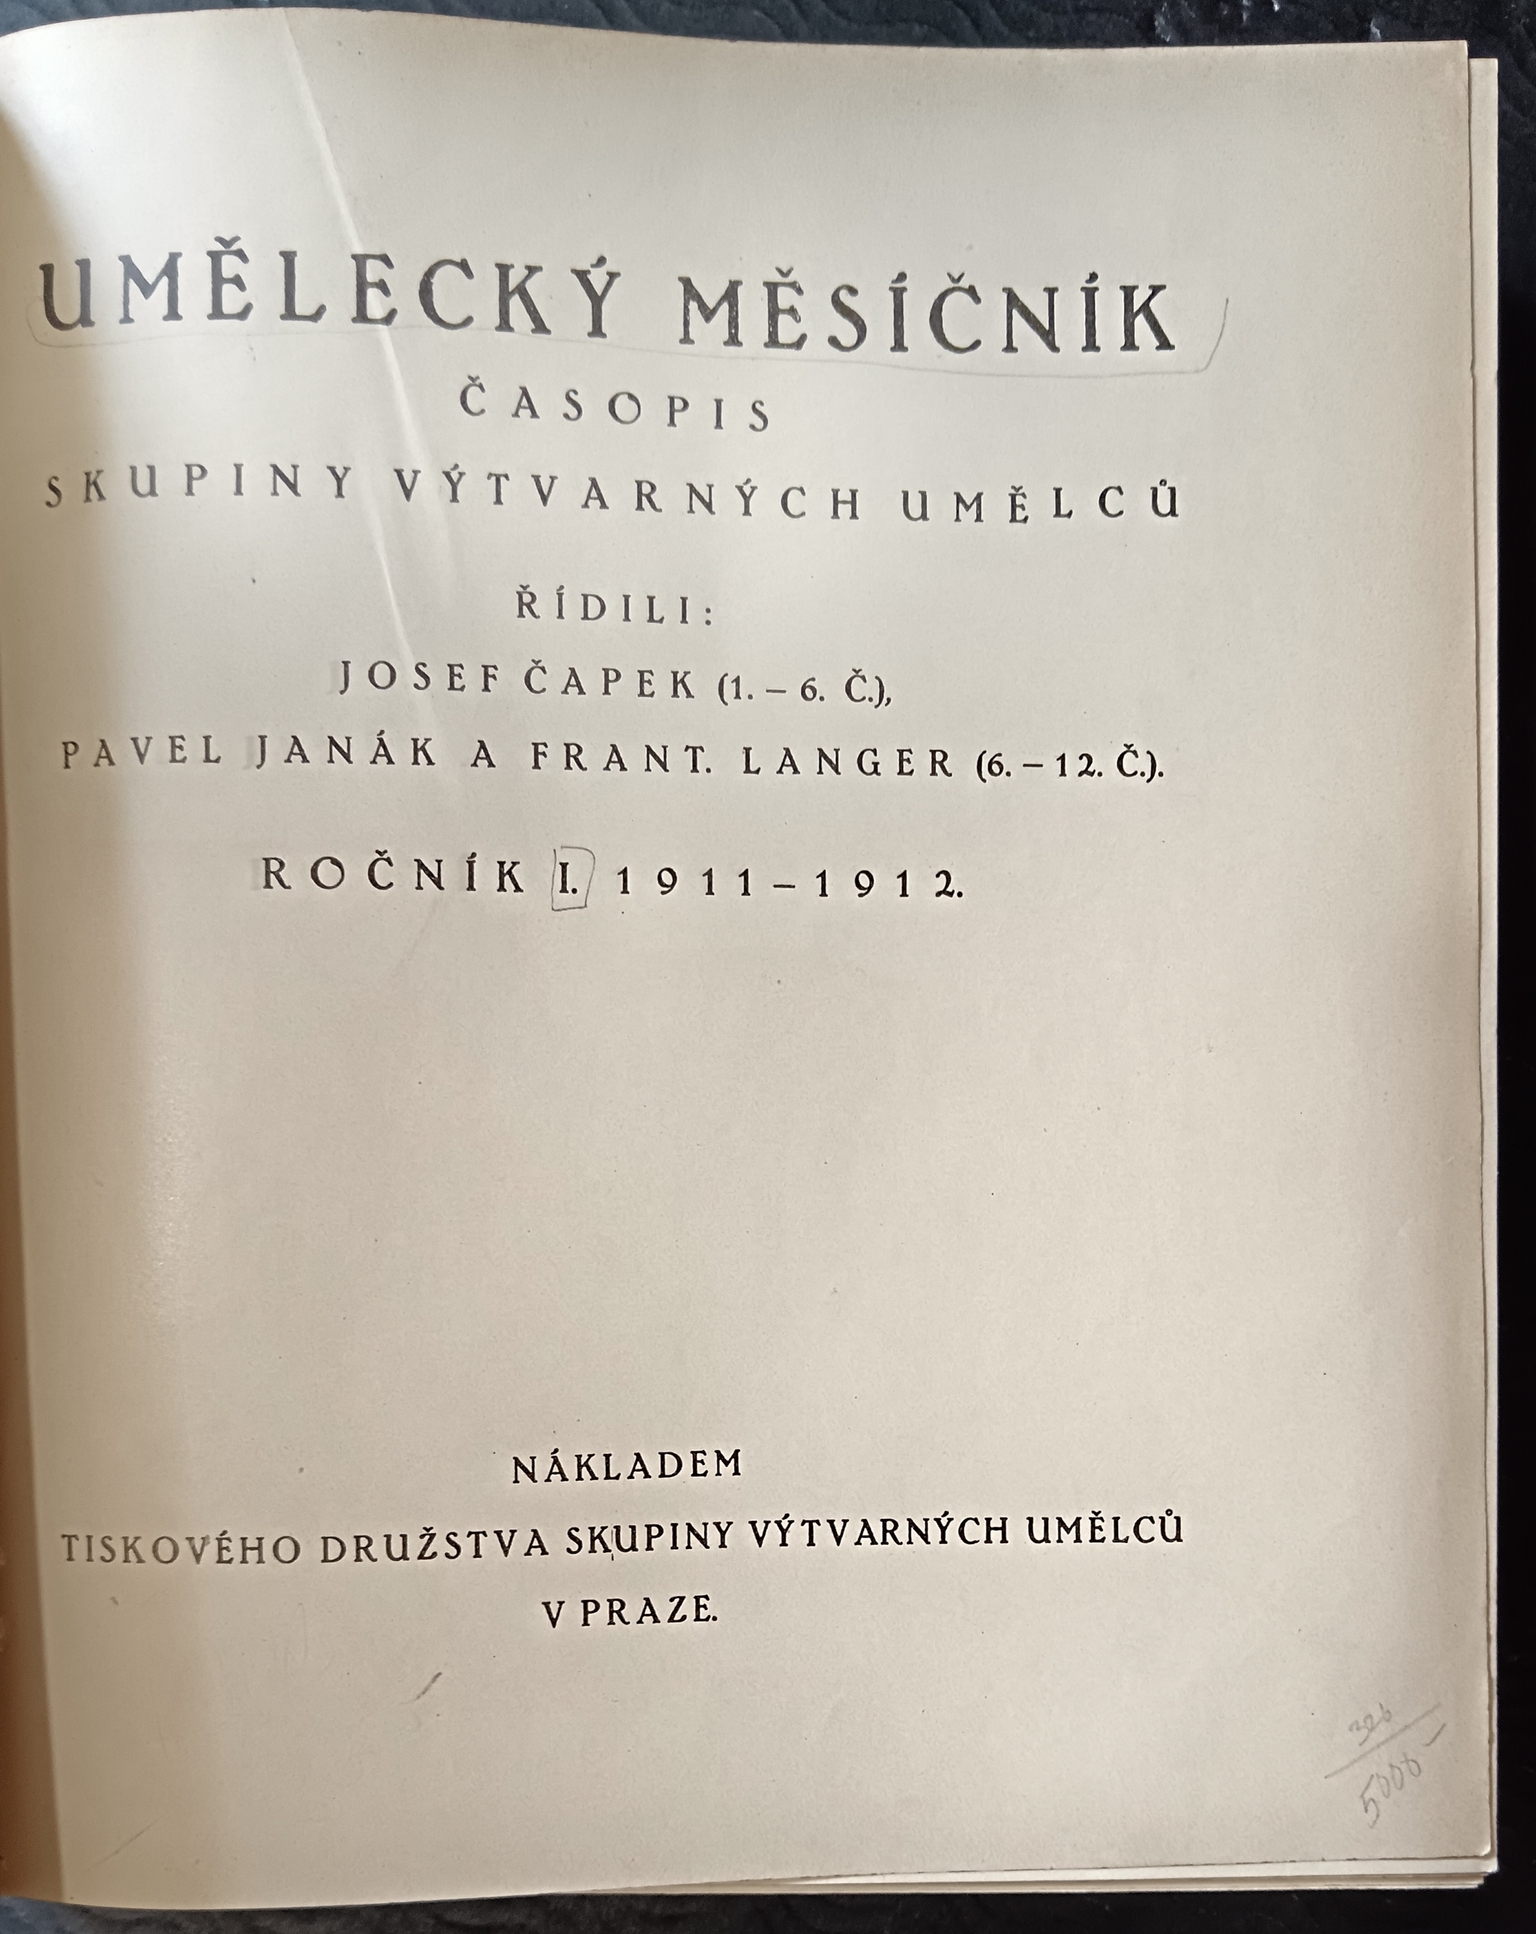 UMĚLECKÝ MĚSÍČNÍK
ČASOPIS
SKUPINY VÝTVARNÝCH UMĚLCŮ
ŘÍDILI:
JOSEF ČAPEK (1. – 6. Č.),
PAVEL JANÁK A FRANT. LANGER (6. – 12. Č.).
ROČNÍK I. 1911 – 1912.
NÁKLADEM
TISKOVÉHO DRUŽSTVA SKUPINY VÝTVARNÝCH UMĚLCŮ
V PRAZE.
326
5000 –